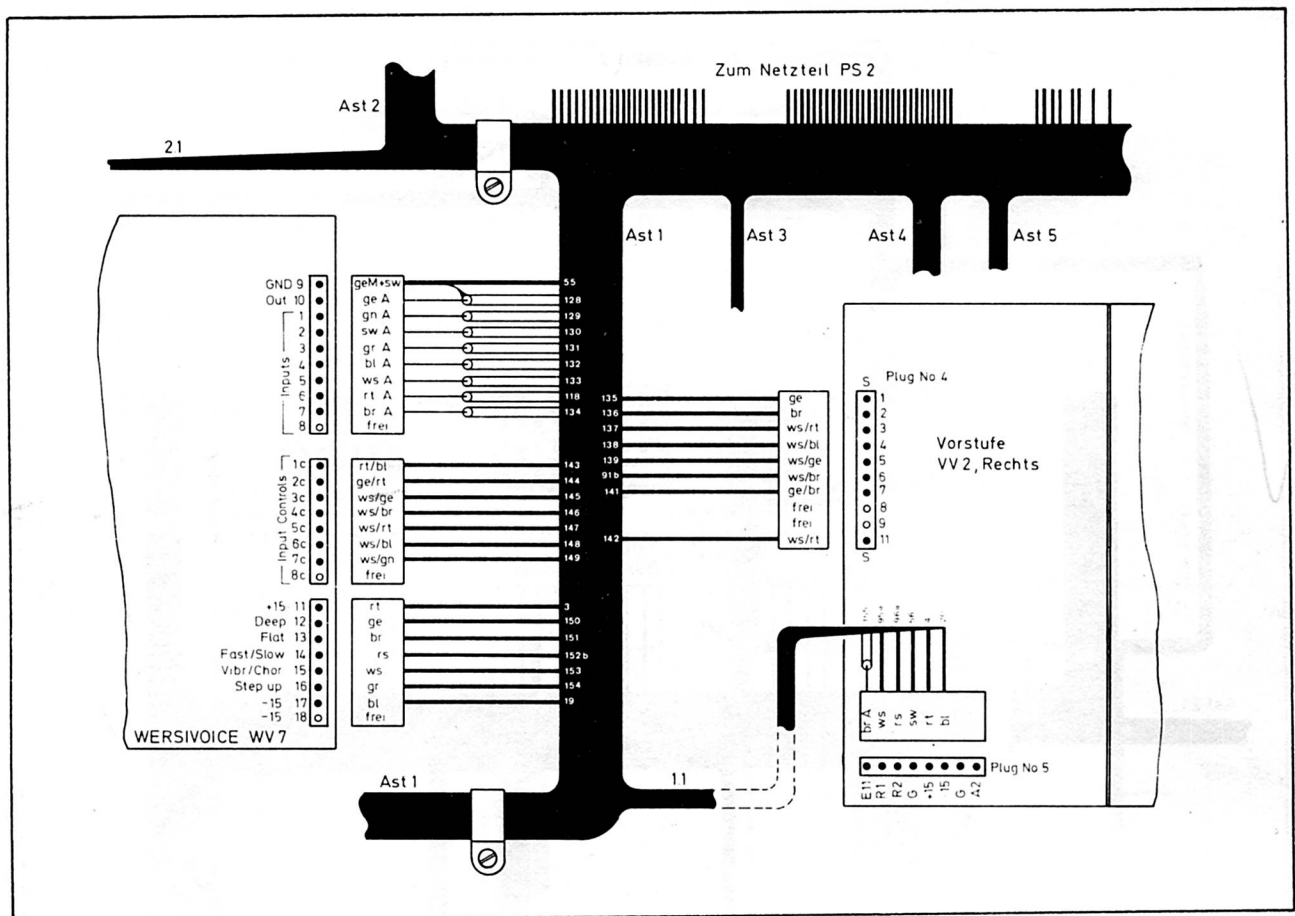 Zum Netzteil PS 2
Ast 2
2.1
Ast 1
Ast 3
Ast 4
Ast 5
GND 9 geM+sw 55
Out 10 ge A 128
Inputs
1 gn A 129
2 sw A 130
3 gr A 131
4 bl A 132
5 ws A 133
6 rt A 118
7 br A 134
8 frei
Input Controls
1c rt/bl 143
2c ge/rt 144
3c ws/ge 145
4c ws/br 146
5c ws/rt 147
6c ws/bl 148
7c ws/gn 149
8c frei
+15 11 rt 3
Deep 12 ge 150
Flat 13 br 151
Fast/Slow 14 rs 152b
Vibr/Chor 15 ws 153
Step up 16 gr 154
-15 17 bl 19
-15 18 frei
WERSIVOICE WV7
S Plug No 4
135 ge 1
136 br 2
137 ws/rt 3
138 ws/bl 4
139 ws/ge 5
91b ws/br 6
141 ge/br 7
frei 8
frei 9
142 ws/rt 11
S
Vorstufe
VV2, Rechts
br A ws rs sw rt bl
Plug No 5
E11 R1 R2 G +15 15 G A2
Ast 1
1.1